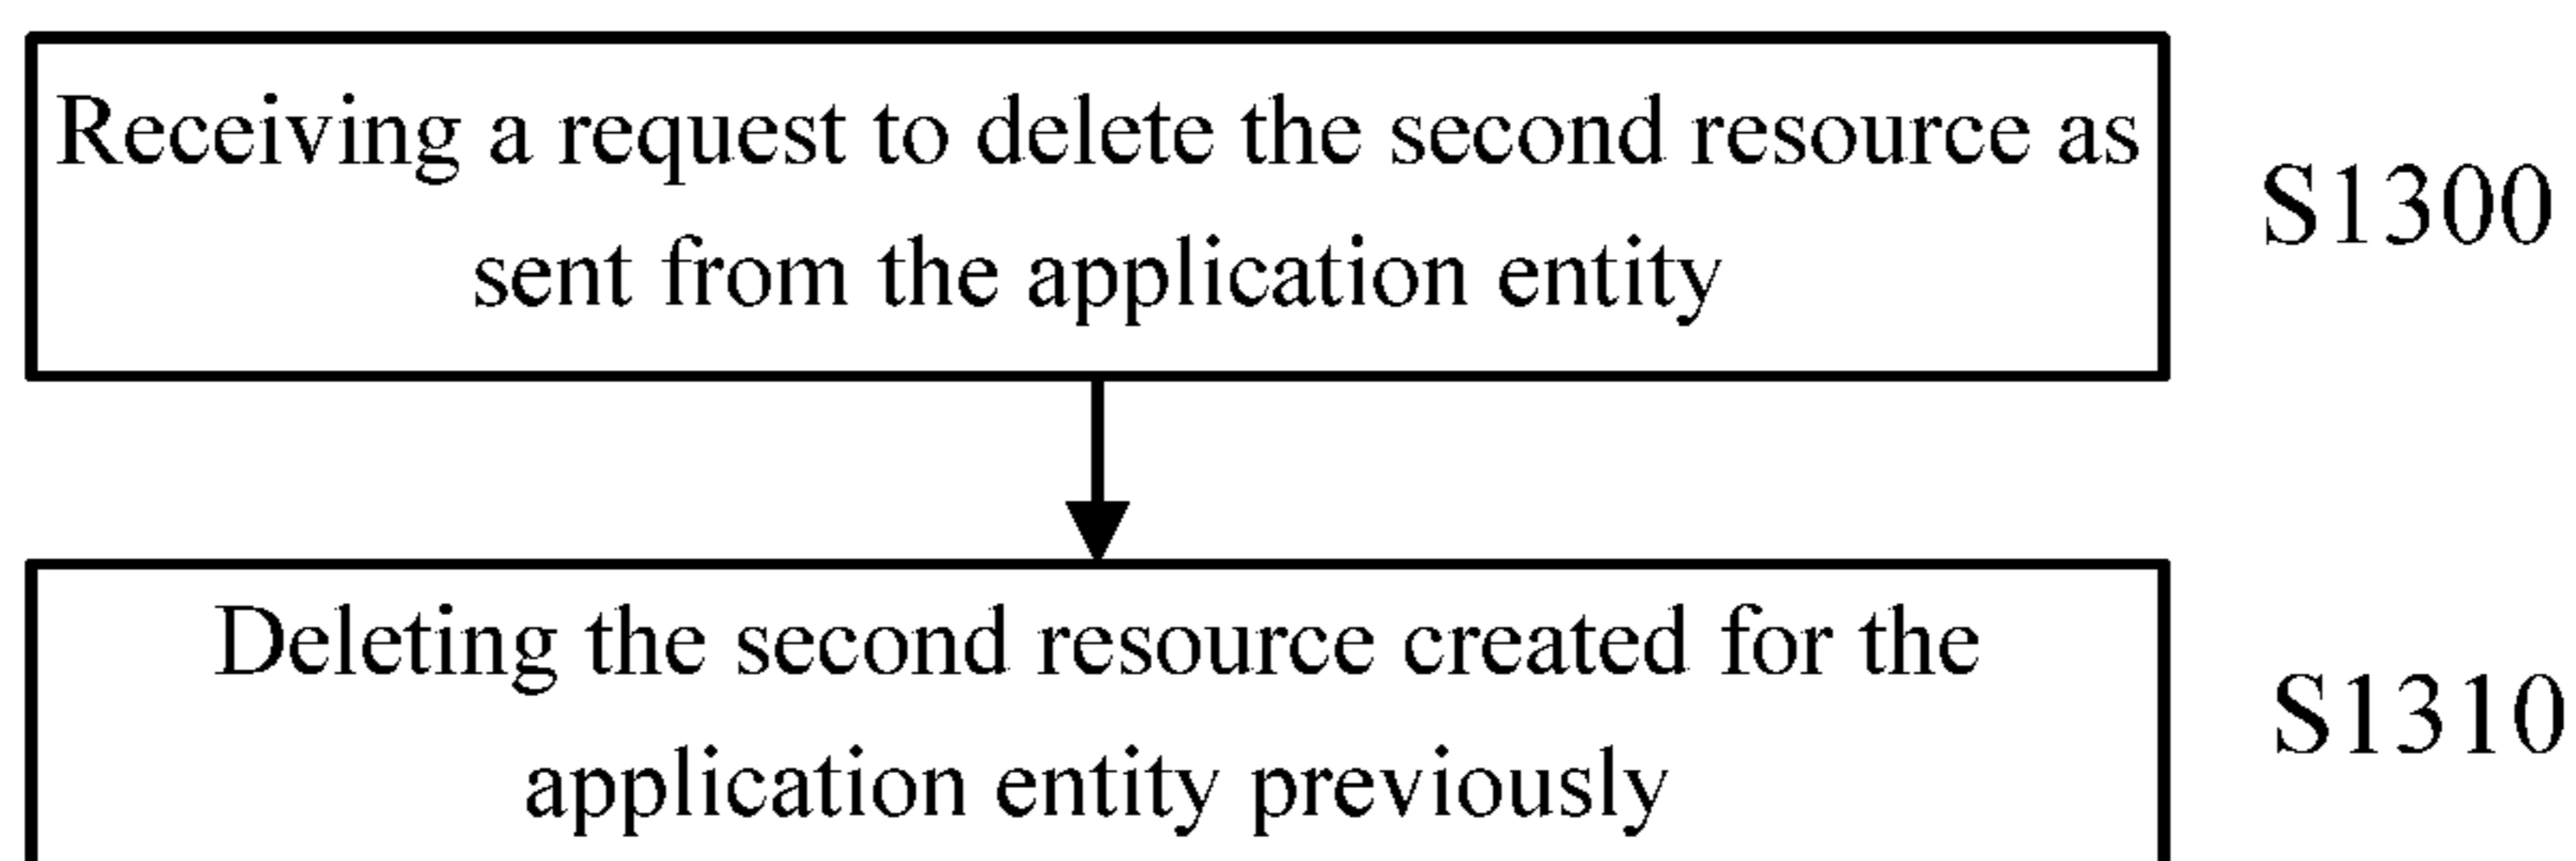 Receiving a request to delete the second resource as
sent from the application entity
S1300
Deleting the second resource created for the
application entity previously
S1310